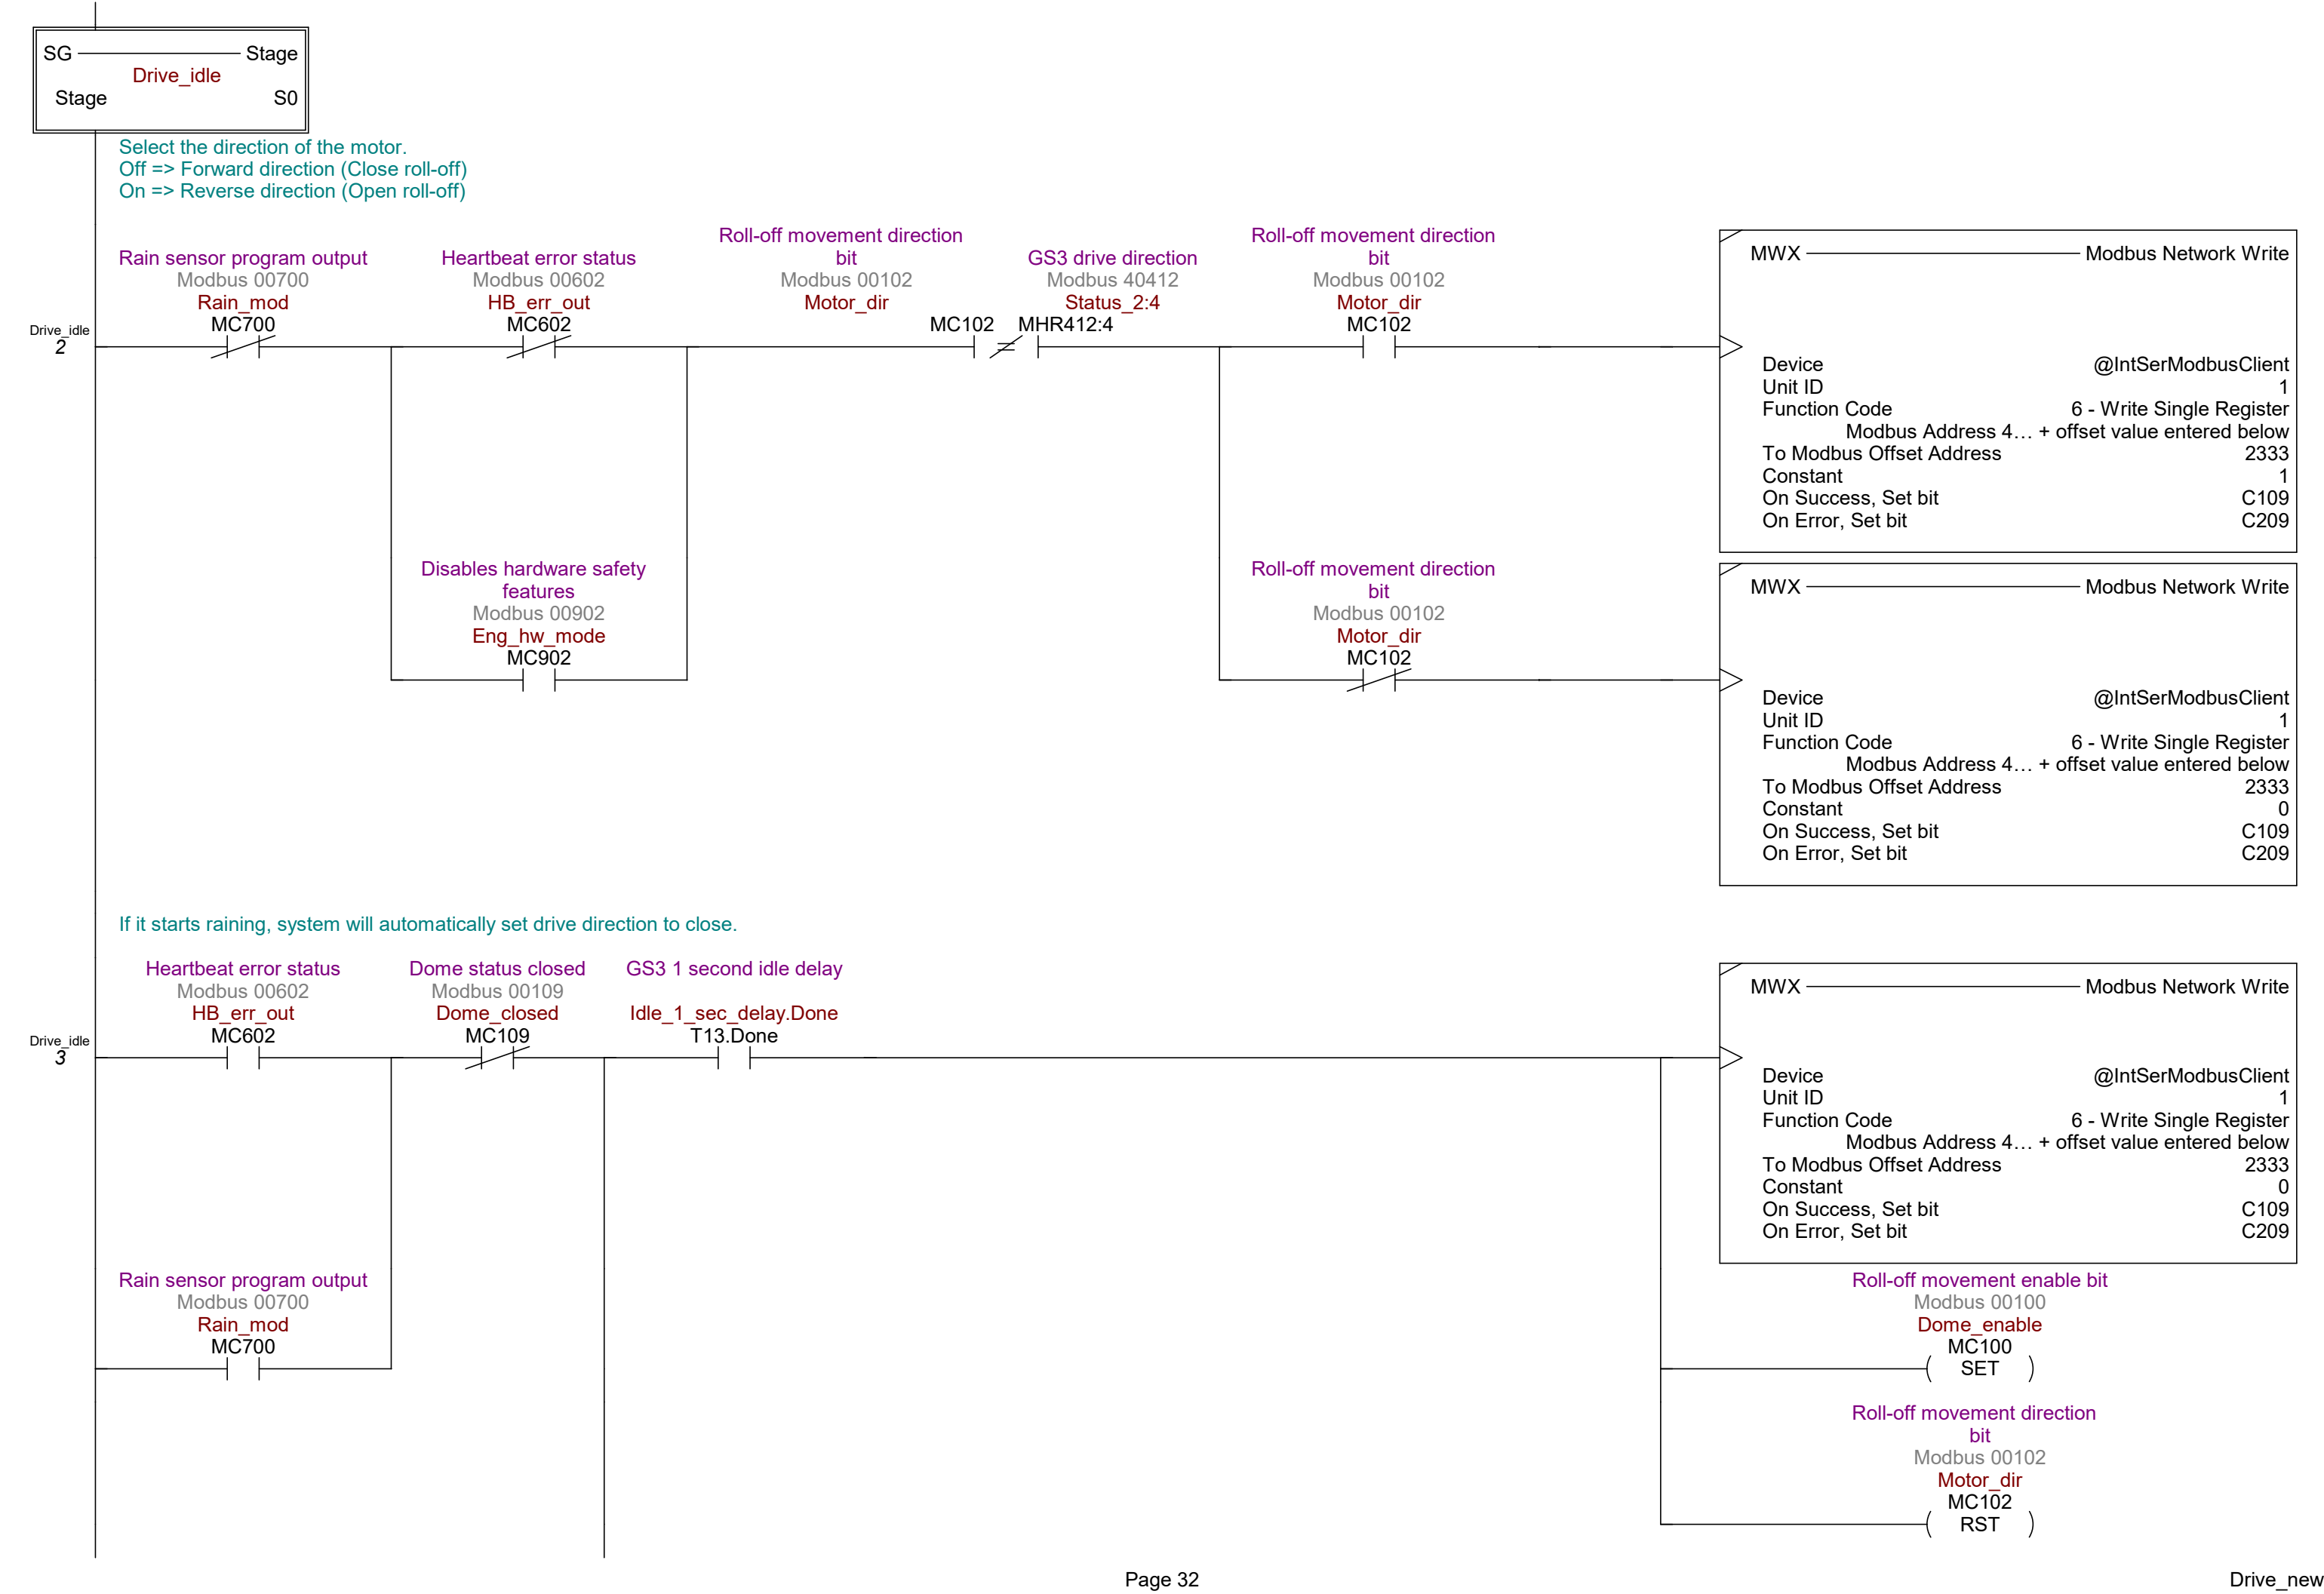 SG Stage
Drive_idle
Stage S0
Select the direction of the motor.
Off => Forward direction (Close roll-off)
On => Reverse direction (Open roll-off)
Rain sensor program output
Modbus 00700
Rain_mod
MC700
Heartbeat error status
Modbus 00602
HB_err_out
MC602
Roll-off movement direction
bit
Modbus 00102
Motor_dir
MC102
GS3 drive direction
Modbus 40412
Status_2:4
MHR412:4
Roll-off movement direction
bit
Modbus 00102
Motor_dir
MC102
Drive_idle
2
MWX Modbus Network Write
Device @IntSerModbusClient
Unit ID 1
Function Code 6 - Write Single Register
Modbus Address 4… + offset value entered below
To Modbus Offset Address 2333
Constant 1
On Success, Set bit C109
On Error, Set bit C209
Disables hardware safety
features
Modbus 00902
Eng_hw_mode
MC902
Roll-off movement direction
bit
Modbus 00102
Motor_dir
MC102
MWX Modbus Network Write
Device @IntSerModbusClient
Unit ID 1
Function Code 6 - Write Single Register
Modbus Address 4… + offset value entered below
To Modbus Offset Address 2333
Constant 0
On Success, Set bit C109
On Error, Set bit C209
If it starts raining, system will automatically set drive direction to close.
Heartbeat error status
Modbus 00602
HB_err_out
MC602
Dome status closed
Modbus 00109
Dome_closed
MC109
GS3 1 second idle delay
Idle_1_sec_delay.Done
T13.Done
Drive_idle
3
MWX Modbus Network Write
Device @IntSerModbusClient
Unit ID 1
Function Code 6 - Write Single Register
Modbus Address 4… + offset value entered below
To Modbus Offset Address 2333
Constant 0
On Success, Set bit C109
On Error, Set bit C209
Rain sensor program output
Modbus 00700
Rain_mod
MC700
Roll-off movement enable bit
Modbus 00100
Dome_enable
MC100
SET
Roll-off movement direction
bit
Modbus 00102
Motor_dir
MC102
RST
Page 32
Drive_new